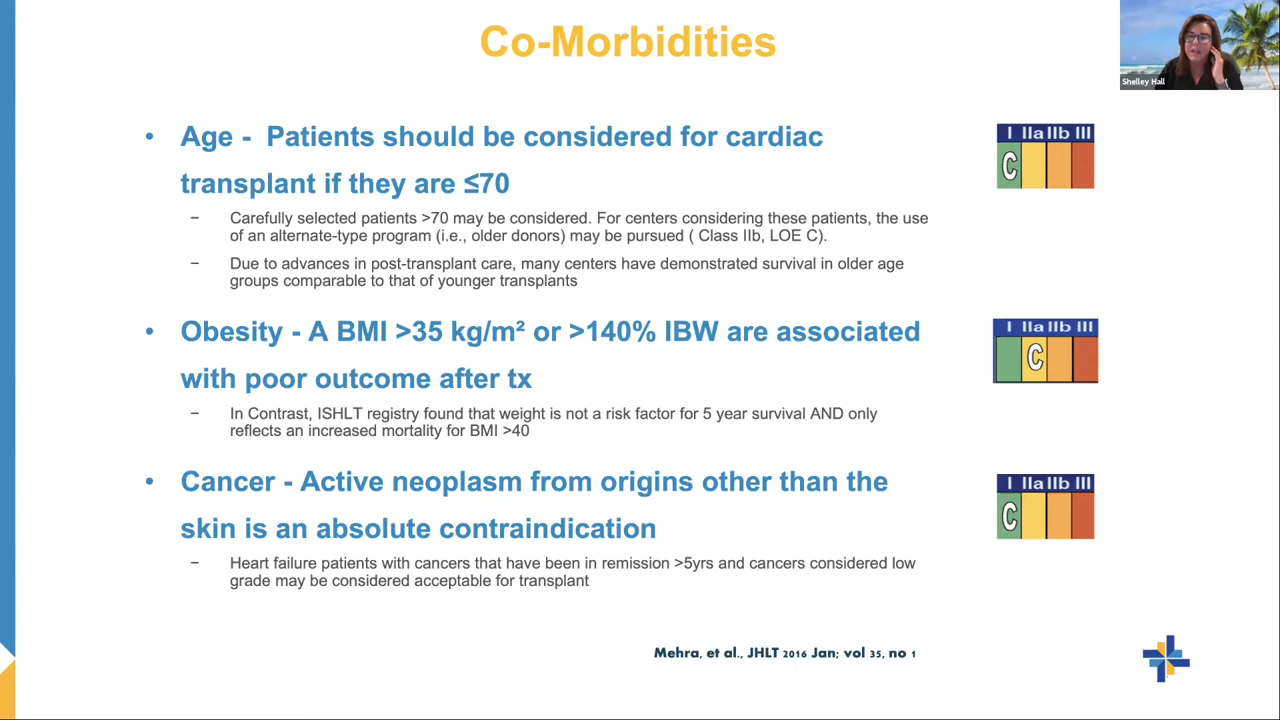 Co-Morbidities
Shelley Hall
• Age - Patients should be considered for cardiac
transplant if they are ≤70
I IIa IIb III
C
− Carefully selected patients >70 may be considered. For centers considering these patients, the use
of an alternate-type program (i.e., older donors) may be pursued ( Class IIb, LOE C).
− Due to advances in post-transplant care, many centers have demonstrated survival in older age
groups comparable to that of younger transplants
• Obesity - A BMI >35 kg/m² or >140% IBW are associated
with poor outcome after tx
I IIa IIb III
C
− In Contrast, ISHLT registry found that weight is not a risk factor for 5 year survival AND only
reflects an increased mortality for BMI >40
• Cancer - Active neoplasm from origins other than the
skin is an absolute contraindication
I IIa IIb III
C
− Heart failure patients with cancers that have been in remission >5yrs and cancers considered low
grade may be considered acceptable for transplant
Mehra, et al., JHLT 2016 Jan; vol 35, no 1